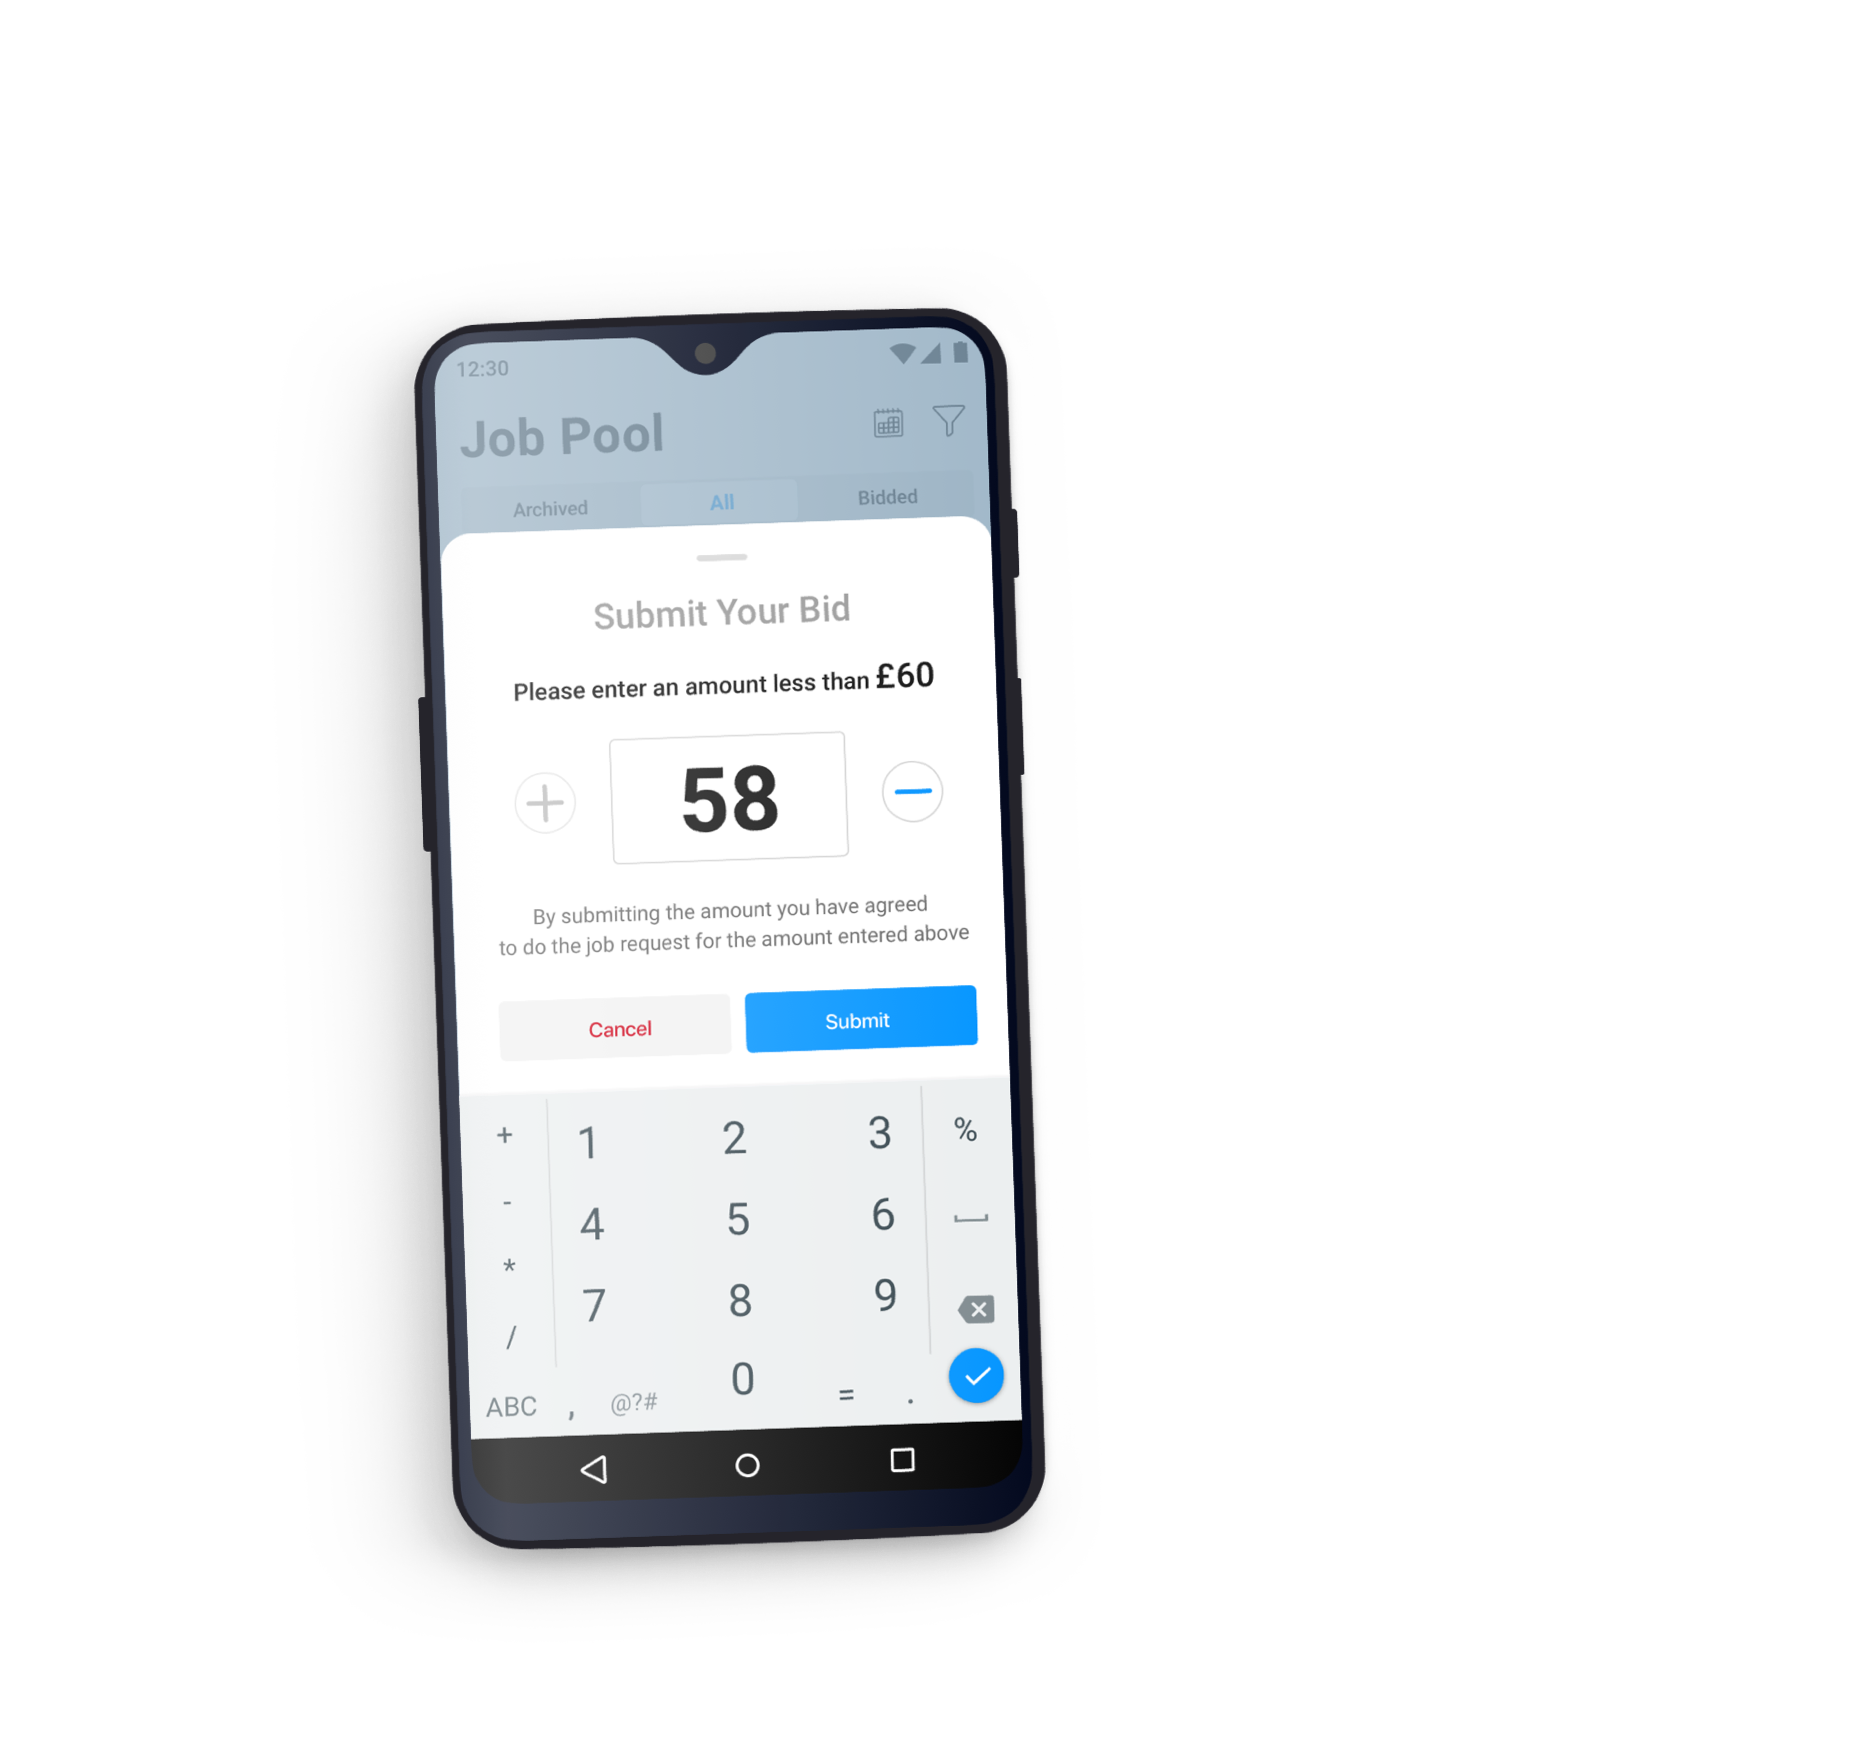 12:30
Job Pool
Archived All Bidded
Submit Your Bid
Please enter an amount less than £60
58
By submitting the amount you have agreed
to do the job request for the amount entered above
Cancel Submit
+ 1 2 3 %
- 4 5 6
* 7 8 9
/ 0
ABC , @?# = .